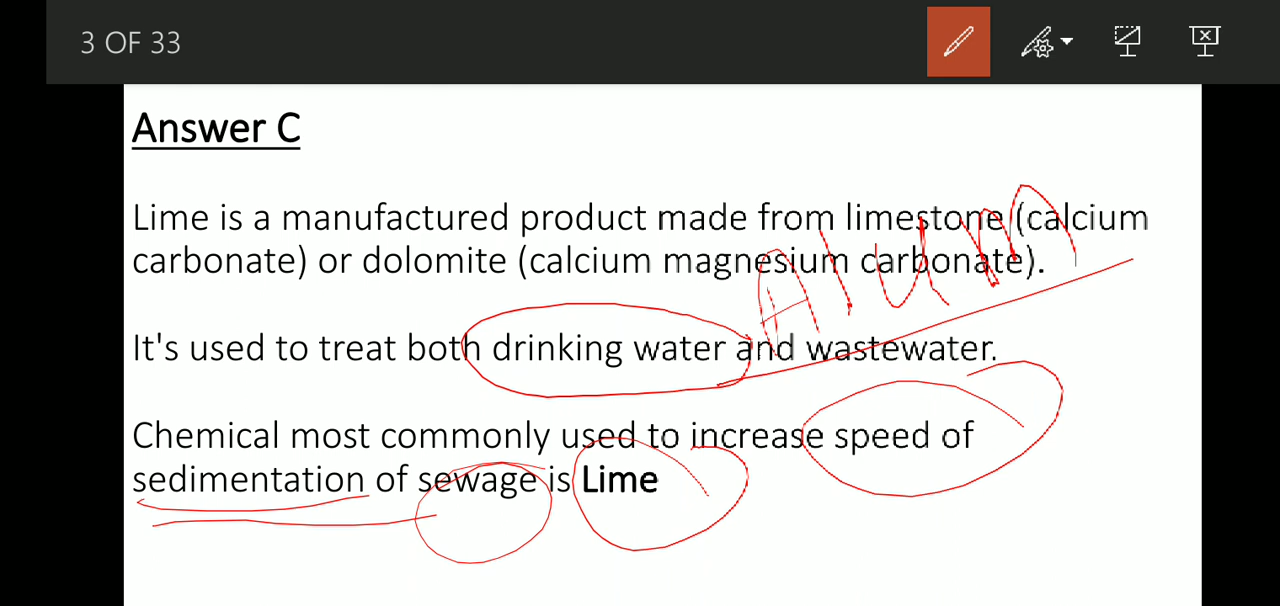 3 OF 33
Answer C
Lime is a manufactured product made from limestone (calcium
carbonate) or dolomite (calcium magnesium carbonate).
Alum
It's used to treat both drinking water and wastewater.
Chemical most commonly used to increase speed of
sedimentation of sewage is Lime